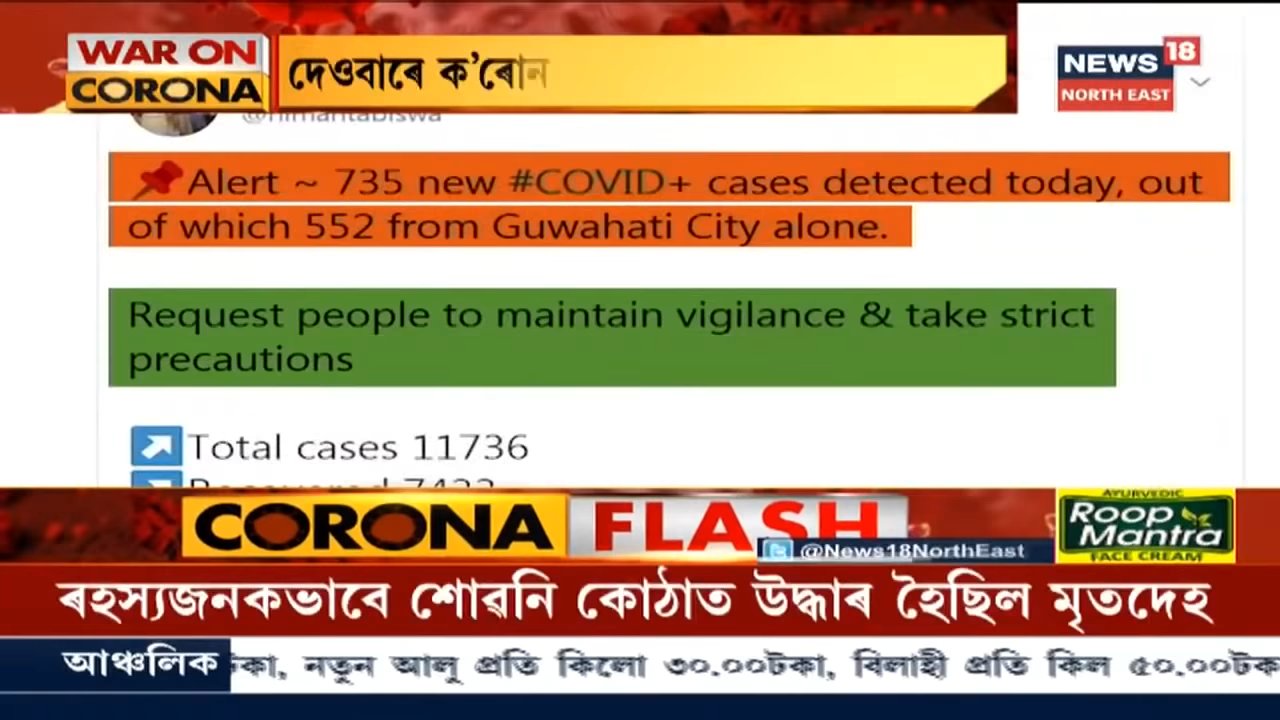 WAR ON
CORONA
দেওবাৰে ক'ৰোন
NEWS 18
NORTH EAST
@himantabiswa
Alert ~ 735 new #COVID+ cases detected today, out
of which 552 from Guwahati City alone.
Request people to maintain vigilance & take strict
precautions
Total cases 11736
Recovered 7433
CORONA FLASH
@News18NorthEast
AYURVEDIC
Roop
Mantra
FACE CREAM
ৰহস্যজনকভাবে শোৱনি কোঠাত উদ্ধাৰ হৈছিল মৃতদেহ
আঞ্চলিক
টকা, নতুন আলু প্ৰতি কিলো ৩০.০০টকা, বিলাহী প্ৰতি কিল ৫০.০০টক